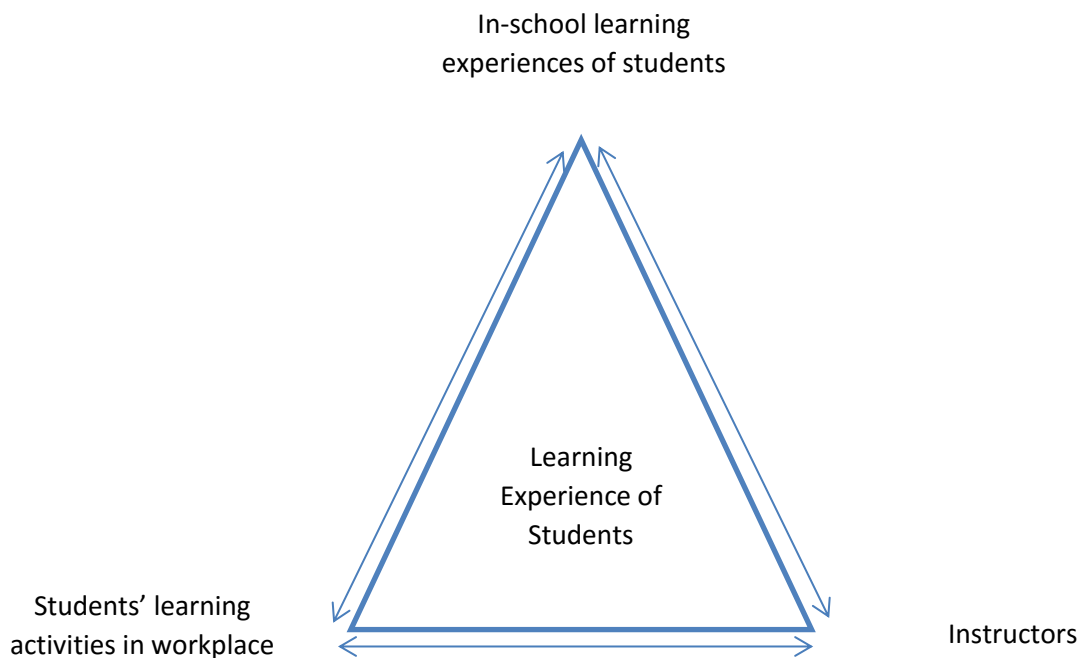 In-school learning
experiences of students
Learning
Experience of
Students
Students’ learning
activities in workplace
Instructors